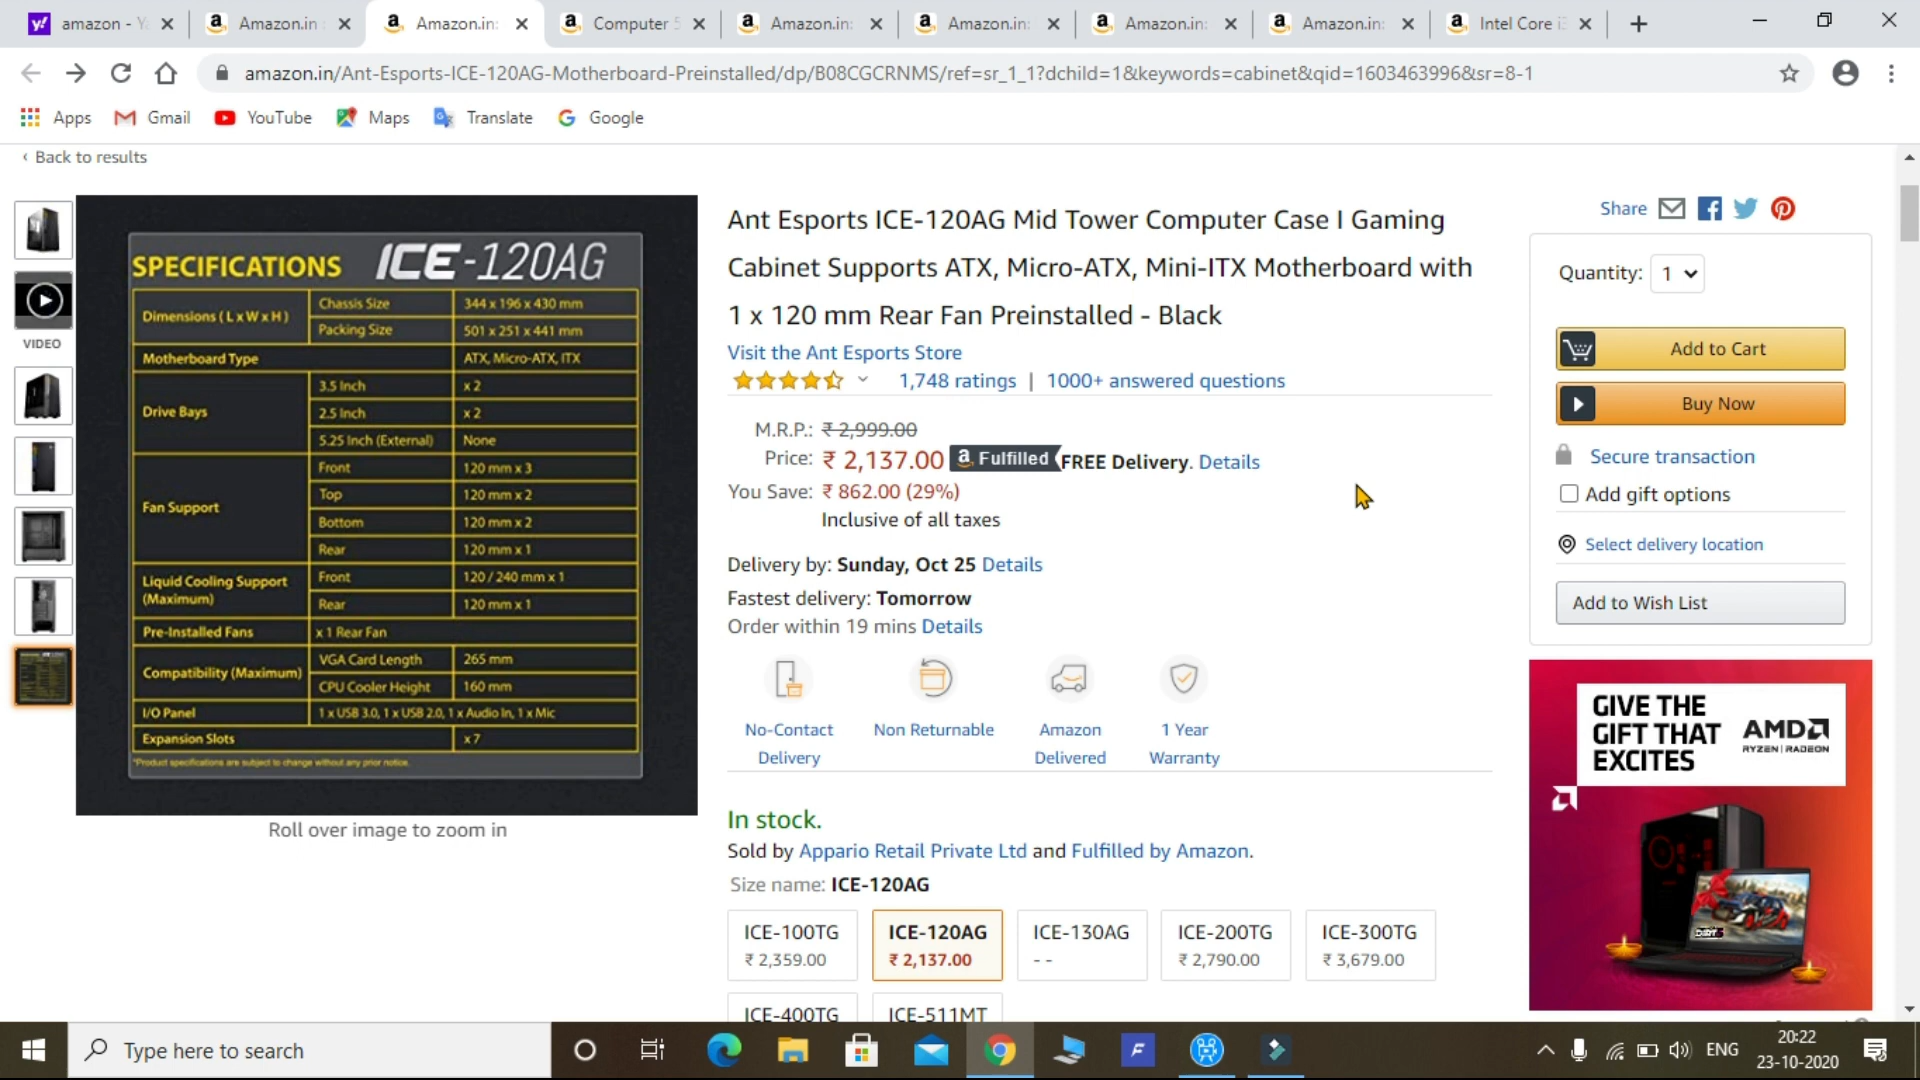 amazon - Ya
Amazon.in
Amazon.in:
Computer 5
Amazon.in:
Amazon.in:
Amazon.in:
Amazon.in:
Intel Core i3
amazon.in/Ant-Esports-ICE-120AG-Motherboard-Preinstalled/dp/B08CGCRNMS/ref=sr_1_1?dchild=1&keywords=cabinet&qid=1603463996&sr=8-1
Apps Gmail YouTube Maps Translate Google
‹ Back to results
VIDEO
SPECIFICATIONS ICE-120AG
Dimensions ( L x W x H ) Chassis Size 344 x 196 x 430 mm
Packing Size 501 x 251 x 441 mm
Motherboard Type ATX, Micro-ATX, ITX
Drive Bays 3.5 Inch x 2
2.5 Inch x 2
5.25 Inch (External) None
Fan Support Front 120 mm x 3
Top 120 mm x 2
Bottom 120 mm x 2
Rear 120 mm x 1
Liquid Cooling Support (Maximum) Front 120 / 240 mm x 1
Rear 120 mm x 1
Pre-Installed Fans x 1 Rear Fan
Compatibility (Maximum) VGA Card Length 265 mm
CPU Cooler Height 160 mm
I/O Panel 1 x USB 3.0, 1 x USB 2.0, 1 x Audio In, 1 x Mic
Expansion Slots x 7
*Product specifications are subject to change without any prior notice.
Roll over image to zoom in
Ant Esports ICE-120AG Mid Tower Computer Case I Gaming
Cabinet Supports ATX, Micro-ATX, Mini-ITX Motherboard with
1 x 120 mm Rear Fan Preinstalled - Black
Visit the Ant Esports Store
1,748 ratings | 1000+ answered questions
M.R.P.: ₹ 2,999.00
Price: ₹ 2,137.00 a Fulfilled FREE Delivery. Details
You Save: ₹ 862.00 (29%)
Inclusive of all taxes
Delivery by: Sunday, Oct 25 Details
Fastest delivery: Tomorrow
Order within 19 mins Details
No-Contact Delivery
Non Returnable
Amazon Delivered
1 Year Warranty
In stock.
Sold by Appario Retail Private Ltd and Fulfilled by Amazon.
Size name: ICE-120AG
ICE-100TG
₹ 2,359.00
ICE-120AG
₹ 2,137.00
ICE-130AG
- -
ICE-200TG
₹ 2,790.00
ICE-300TG
₹ 3,679.00
ICE-400TG
ICE-511MT
Share
Quantity: 1
Add to Cart
Buy Now
Secure transaction
Add gift options
Select delivery location
Add to Wish List
GIVE THE
GIFT THAT
EXCITES
AMD
RYZEN | RADEON
Type here to search
ENG
20:22
23-10-2020